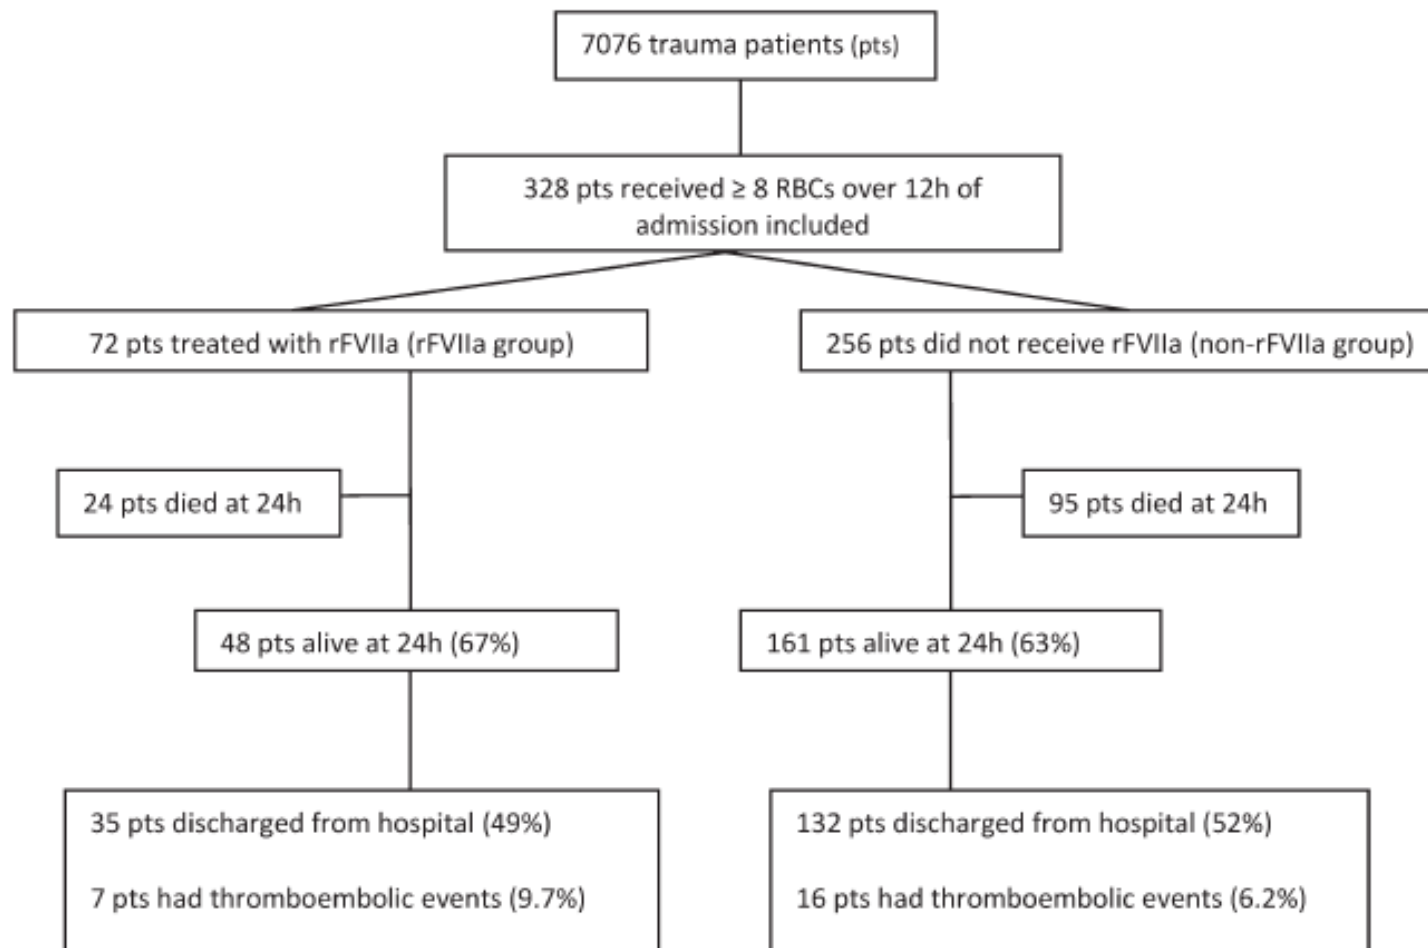 7076 trauma patients (pts)
328 pts received ≥ 8 RBCs over 12h of
admission included
72 pts treated with rFVIIa (rFVIIa group)
256 pts did not receive rFVIIa (non-rFVIIa group)
24 pts died at 24h
95 pts died at 24h
48 pts alive at 24h (67%)
161 pts alive at 24h (63%)
35 pts discharged from hospital (49%)
7 pts had thromboembolic events (9.7%)
132 pts discharged from hospital (52%)
16 pts had thromboembolic events (6.2%)